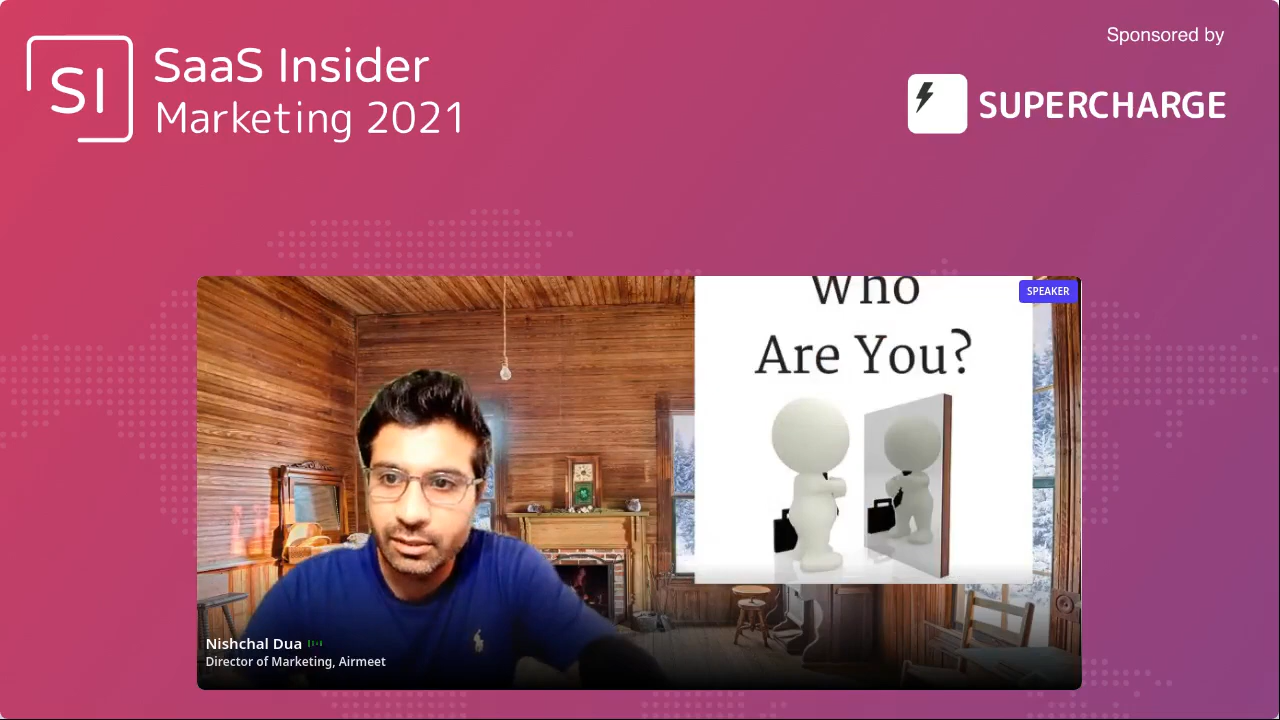 SI
SaaS Insider
Marketing 2021
Sponsored by
SUPERCHARGE
SPEAKER
Who
Are You?
Nishchal Dua
Director of Marketing, Airmeet